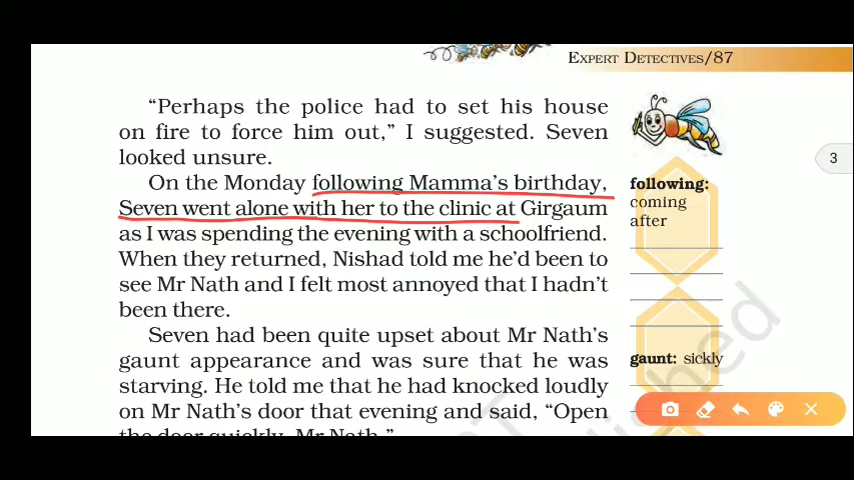 EXPERT DETECTIVES/87
“Perhaps the police had to set his house
on fire to force him out,” I suggested. Seven
looked unsure.
On the Monday following Mamma’s birthday,
Seven went alone with her to the clinic at Girgaum
as I was spending the evening with a schoolfriend.
When they returned, Nishad told me he’d been to
see Mr Nath and I felt most annoyed that I hadn’t
been there.
Seven had been quite upset about Mr Nath’s
gaunt appearance and was sure that he was
starving. He told me that he had knocked loudly
on Mr Nath’s door that evening and said, “Open
the door quickly, Mr Nath.”
following:
coming
after
gaunt: sickly
3